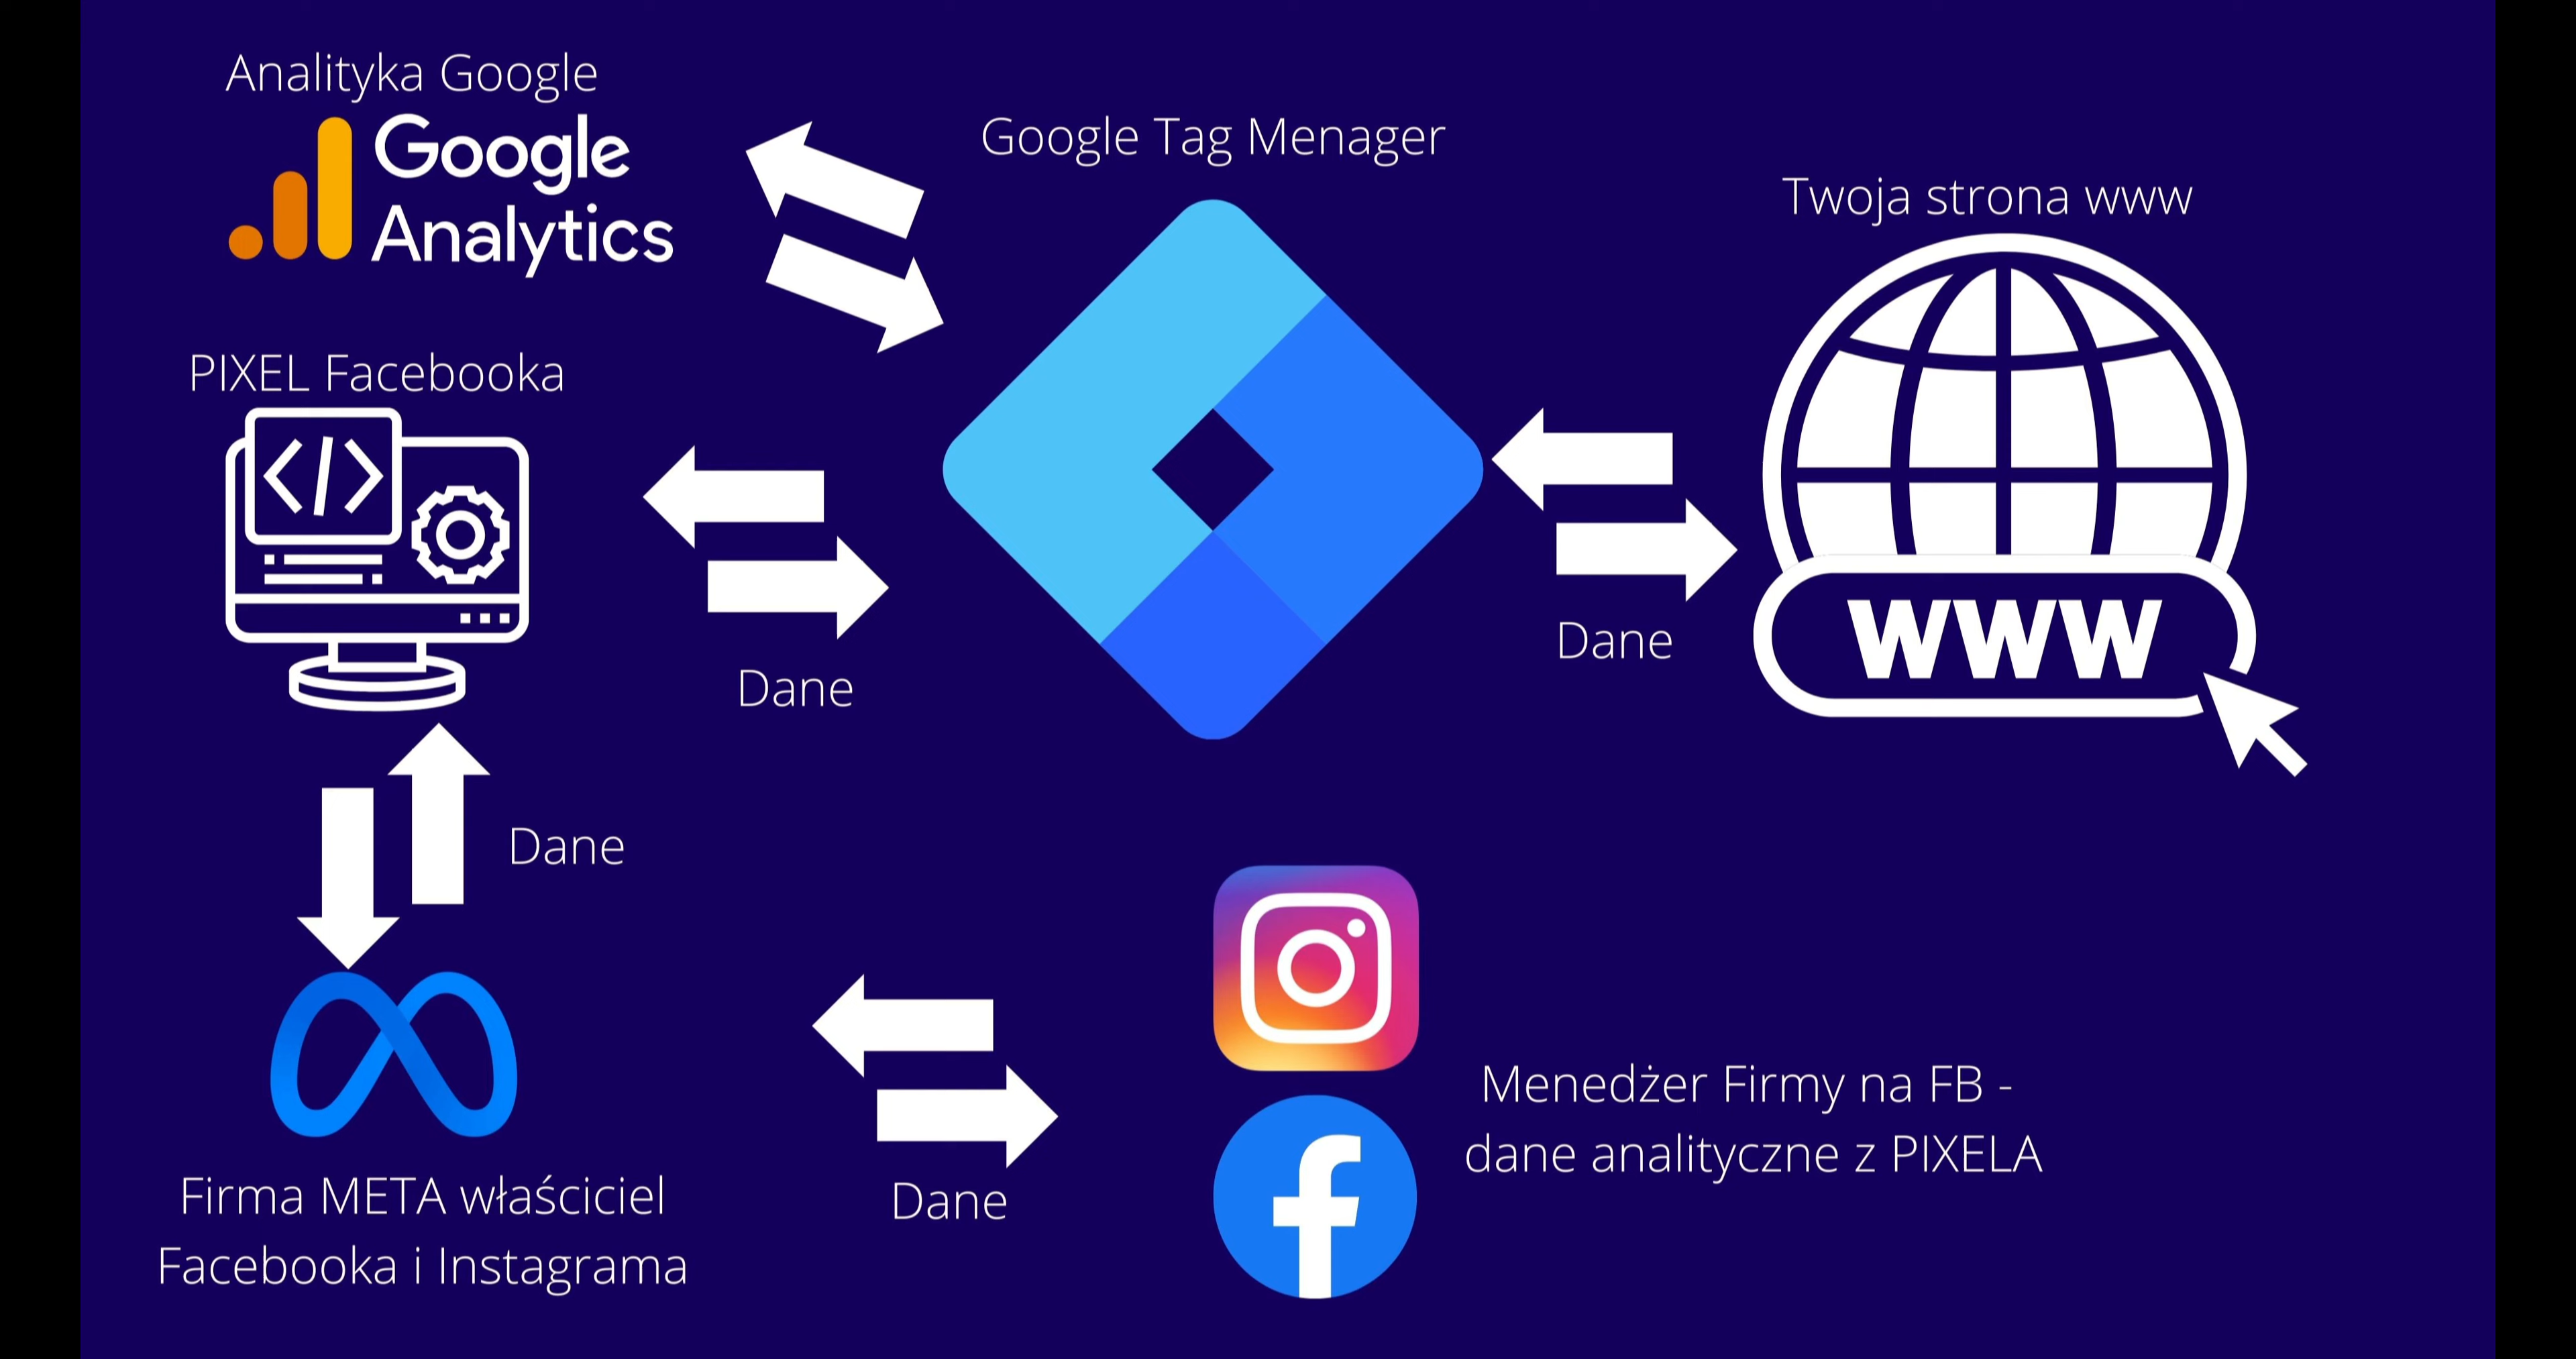 Analityka Google
Google
Analytics
Google Tag Menager
Twoja strona www
PIXEL Facebooka
</>
www
Dane
Dane
Dane
Firma META właściciel
Facebooka i Instagrama
Dane
Menedżer Firmy na FB -
dane analityczne z PIXELA